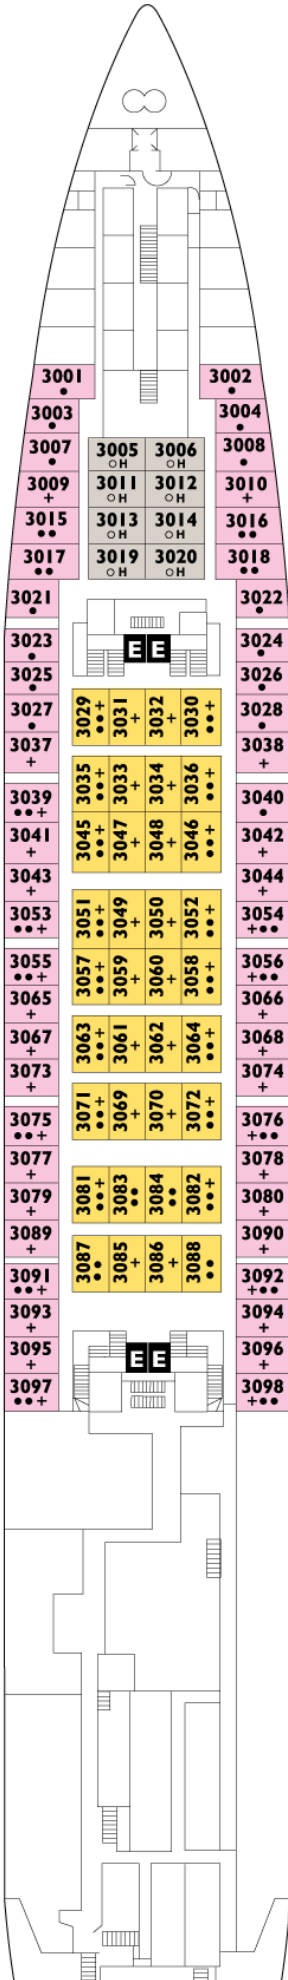 3001 3002
● ●
3003 3004
● ●
3007 3005 3006 3008
● ○H ○H ●
3009 3011 3012 3010
+ ○H ○H +
3015 3013 3014 3016
●● ○H ○H ●●
3017 3019 3020 3018
●● ○H ○H ●●
3021 3022
● ●
3023 E E 3024
● ●
3025 3026
● ●
3027 3029 3031 3032 3030 3028
● ●●+ + + ●●+ ●
3037 3038
+ +
3035 3033 3034 3036
●●+ + + ●●+
3039 3040
●●+ ●
3041 3045 3047 3048 3046 3042
+ ●●+ + + ●●+ +
3043 3044
+ +
3053 3051 3049 3050 3052 3054
●●+ ●●+ + + ●●+ +●●
3055 3057 3059 3060 3058 3056
●●+ ●●+ + + ●●+ +●●
3065 3066
+ +
3067 3063 3061 3062 3064 3068
+ ●●+ + + ●●+ +
3073 3074
+ +
3075 3071 3069 3070 3072 3076
●●+ ●●+ + + ●●+ +●●
3077 3078
+ +
3079 3081 3083 3084 3082 3080
+ ●●+ ●● ●● ●●+ +
3089 3090
+ +
3091 3087 3085 3086 3088 3092
●●+ ●● + + ●● +●●
3093 3094
+ +
3095 E E 3096
+ +
3097 3098
●●+ +●●